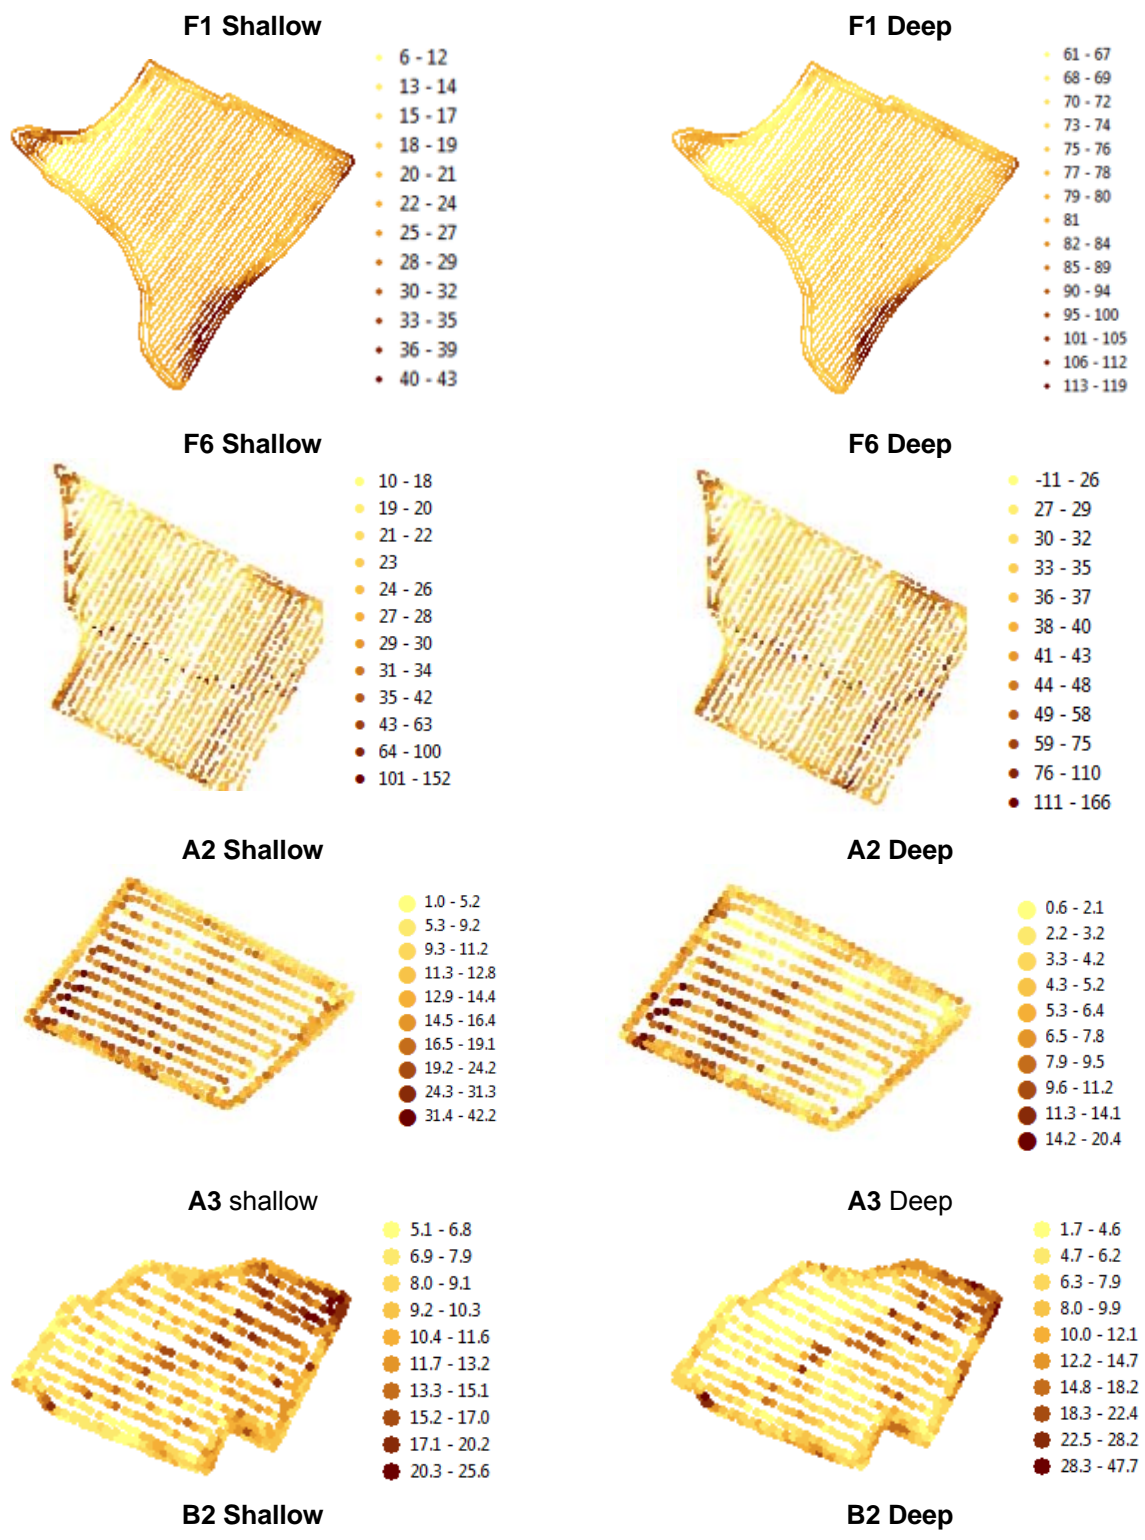 F1 Shallow
F1 Deep
6 - 12
13 - 14
15 - 17
18 - 19
20 - 21
22 - 24
25 - 27
28 - 29
30 - 32
33 - 35
36 - 39
40 - 43
61 - 67
68 - 69
70 - 72
73 - 74
75 - 76
77 - 78
79 - 80
81
82 - 84
85 - 89
90 - 94
95 - 100
101 - 105
106 - 112
113 - 119
F6 Shallow
F6 Deep
10 - 18
19 - 20
21 - 22
23
24 - 26
27 - 28
29 - 30
31 - 34
35 - 42
43 - 63
64 - 100
101 - 152
-11 - 26
27 - 29
30 - 32
33 - 35
36 - 37
38 - 40
41 - 43
44 - 48
49 - 58
59 - 75
76 - 110
111 - 166
A2 Shallow
A2 Deep
1.0 - 5.2
5.3 - 9.2
9.3 - 11.2
11.3 - 12.8
12.9 - 14.4
14.5 - 16.4
16.5 - 19.1
19.2 - 24.2
24.3 - 31.3
31.4 - 42.2
0.6 - 2.1
2.2 - 3.2
3.3 - 4.2
4.3 - 5.2
5.3 - 6.4
6.5 - 7.8
7.9 - 9.5
9.6 - 11.2
11.3 - 14.1
14.2 - 20.4
A3 shallow
A3 Deep
5.1 - 6.8
6.9 - 7.9
8.0 - 9.1
9.2 - 10.3
10.4 - 11.6
11.7 - 13.2
13.3 - 15.1
15.2 - 17.0
17.1 - 20.2
20.3 - 25.6
1.7 - 4.6
4.7 - 6.2
6.3 - 7.9
8.0 - 9.9
10.0 - 12.1
12.2 - 14.7
14.8 - 18.2
18.3 - 22.4
22.5 - 28.2
28.3 - 47.7
B2 Shallow
B2 Deep